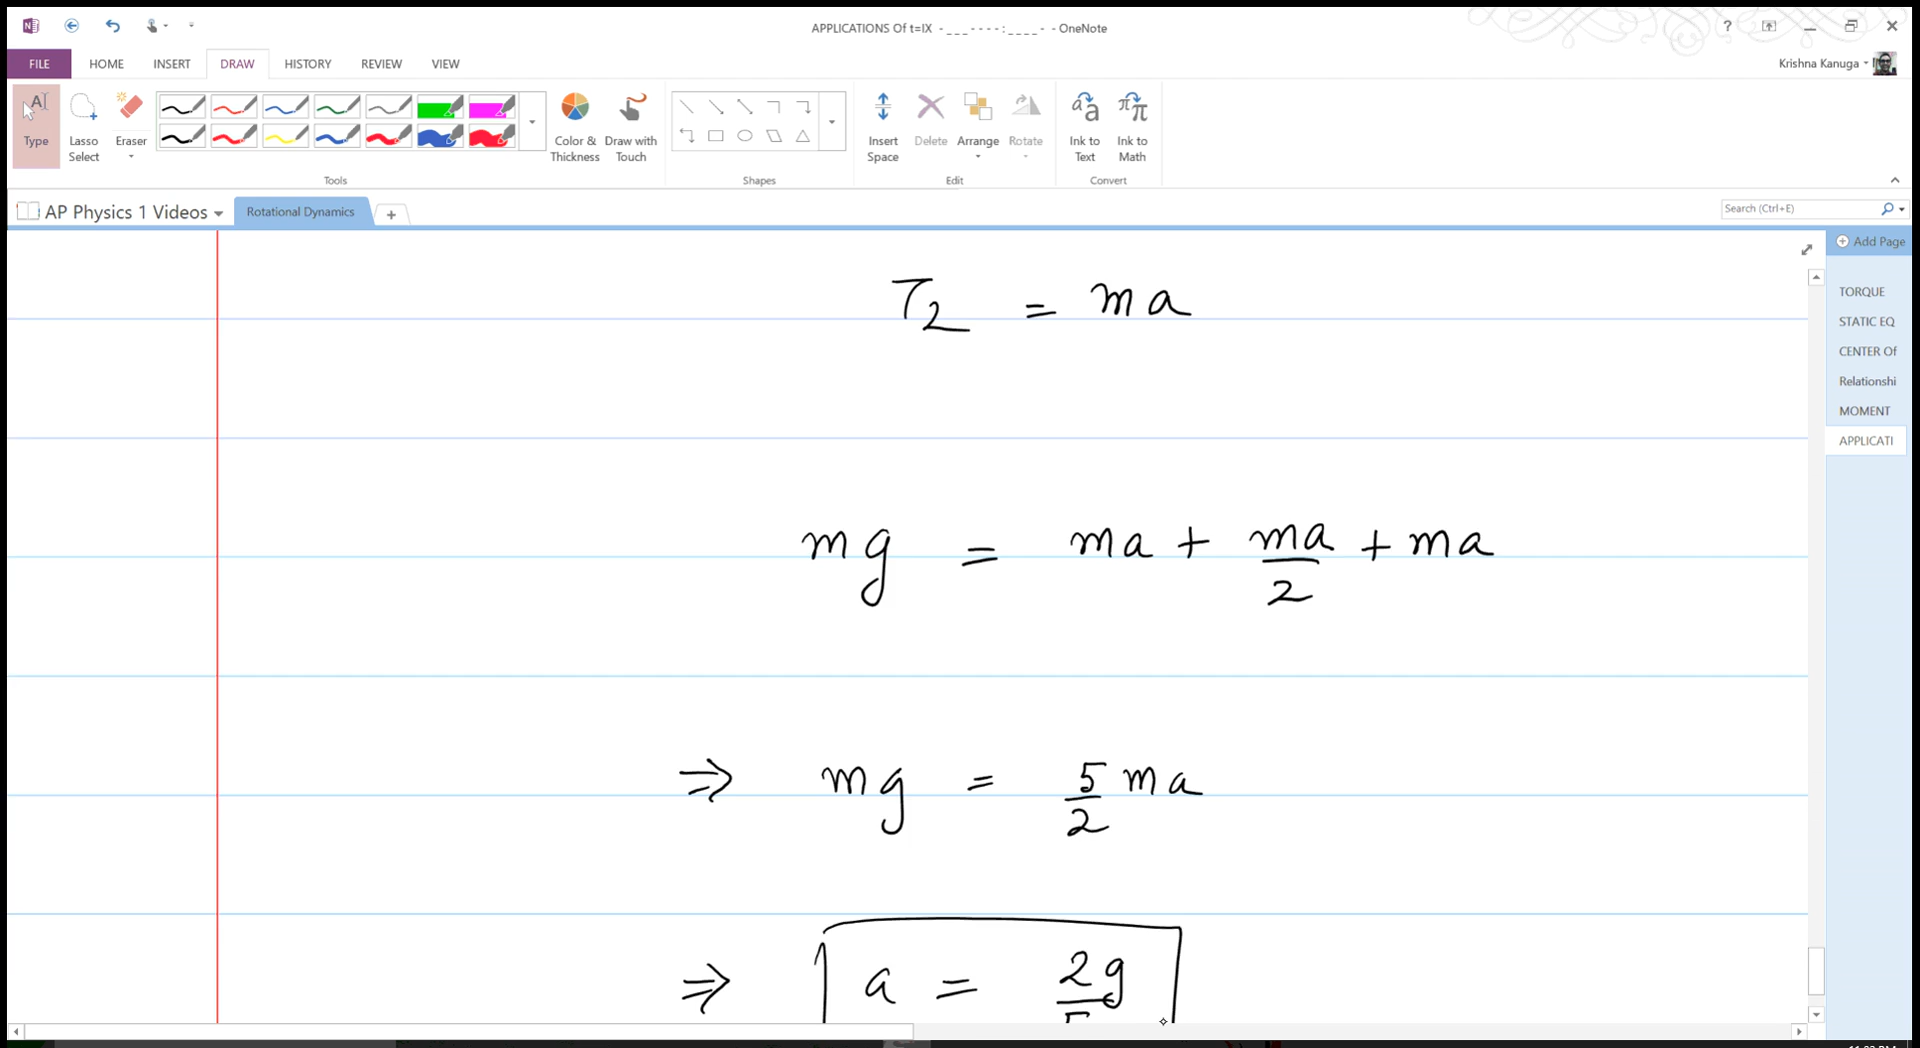 APPLICATIONS Of t=IX - _ _ _ - - - - : _ _ _ _ - - OneNote
?
FILE HOME INSERT DRAW HISTORY REVIEW VIEW
Krishna Kanuga
Type
Lasso Select
Eraser
Color & Thickness
Draw with Touch
Insert Space
Delete
Arrange
Rotate
Ink to Text
Ink to Math
Tools Shapes Edit Convert
AP Physics 1 Videos
Rotational Dynamics
+
Search (Ctrl+E)
Add Page
TORQUE
STATIC EQ
CENTER Of
Relationshi
MOMENT
APPLICATI
T₂ = ma
mg = ma + ma/2 + ma
⇒ mg = 5/2 ma
⇒ a = 2g/5